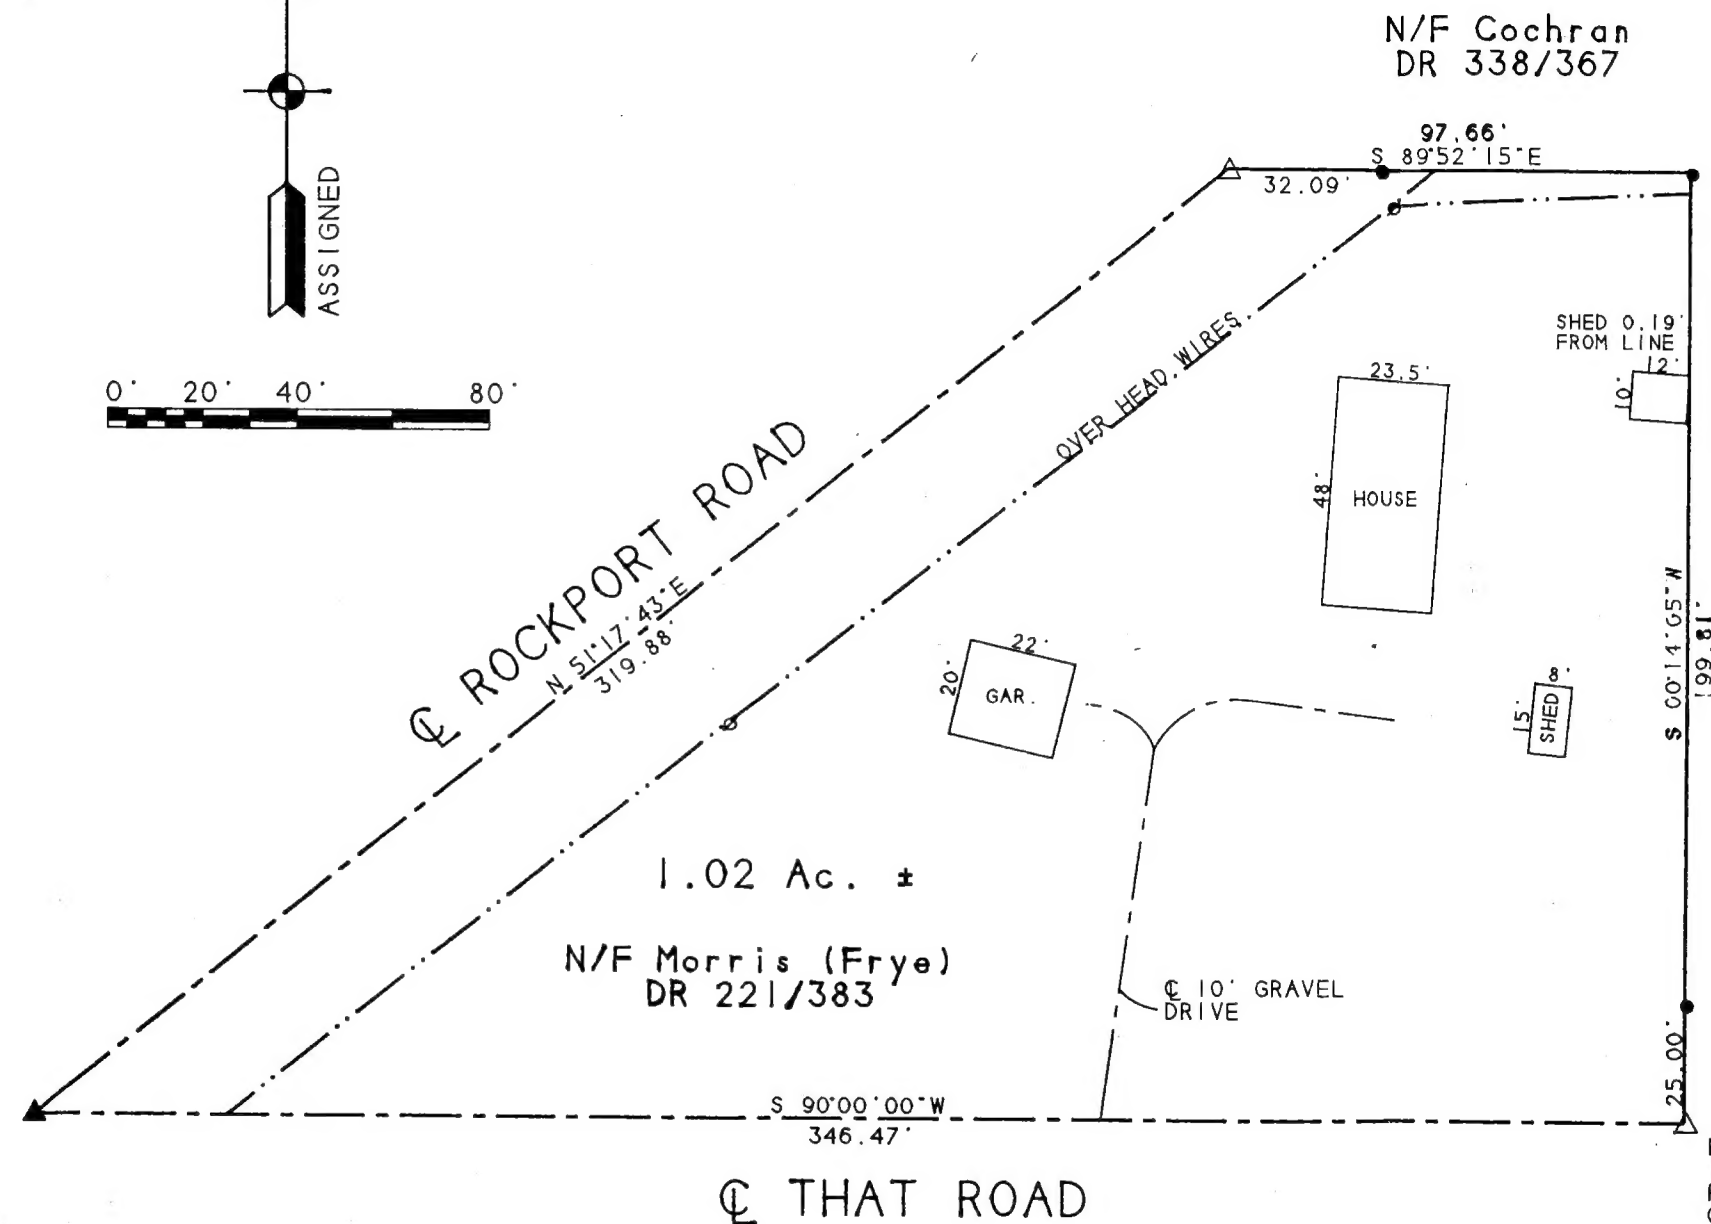 N/F Cochran
DR 338/367
97.66'
S 89°52'15"E
32.09'
ASSIGNED
0' 20' 40' 80'
SHED 0.19'
FROM LINE
12'
10'
OVER HEAD WIRES
23.5'
48'
HOUSE
℄ ROCKPORT ROAD
N 51°17'43"E
319.88'
22'
20'
GAR.
8'
15'
SHED
S 00°14'05"W
199.81'
1.02 Ac. ±
N/F Morris (Frye)
DR 221/383
℄ 10' GRAVEL
DRIVE
25.00'
S 90°00'00"W
346.47'
℄ THAT ROAD